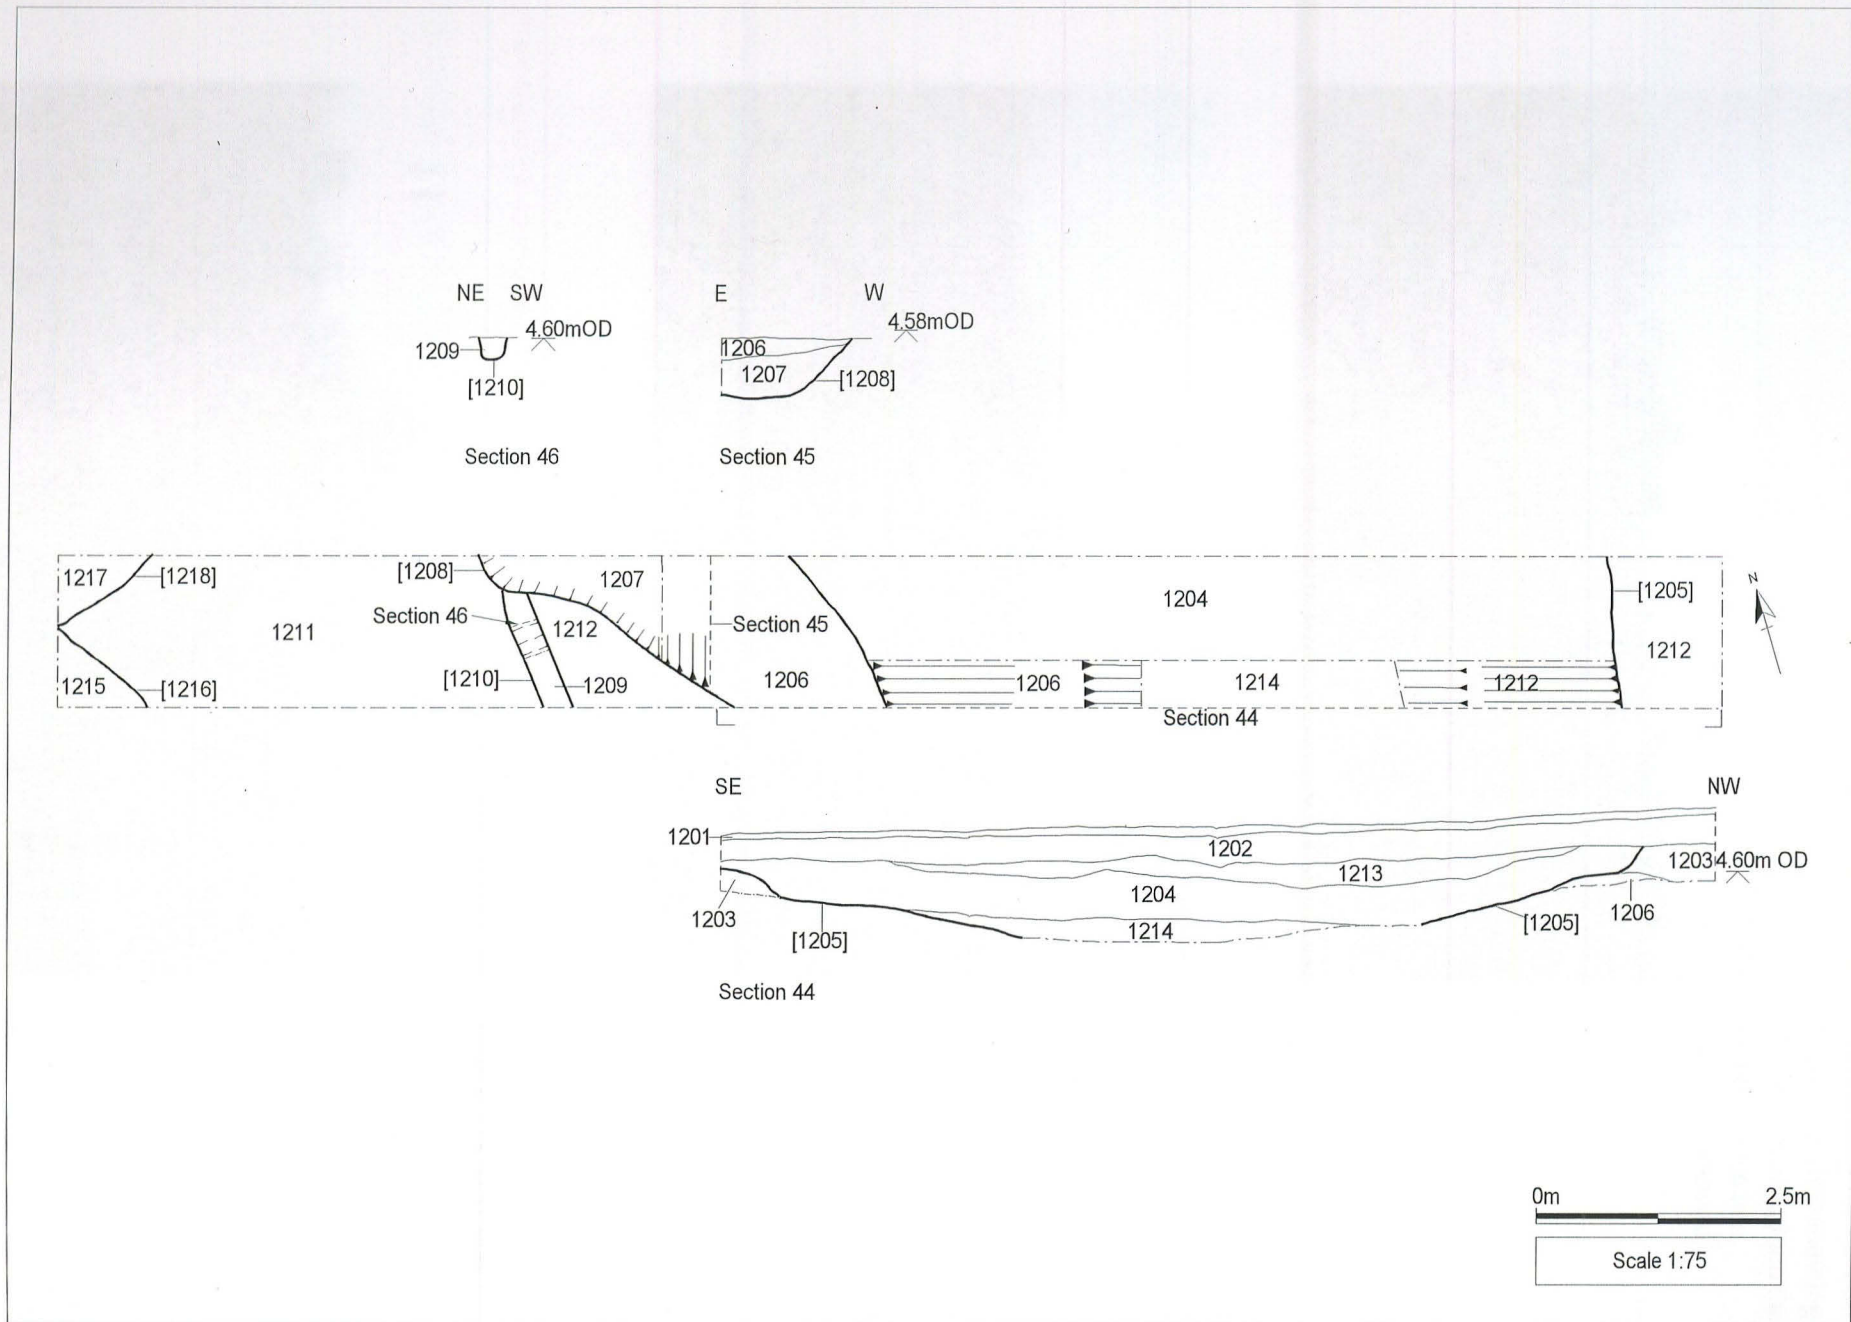 NE SW
4.60mOD
1209
[1210]
Section 46
E W
4.58mOD
1206
1207
[1208]
Section 45
1217
[1218]
1211
1215
[1216]
[1208]
1207
Section 46
1212
[1210]
1209
Section 45
1206
1204
1206
1214
1212
[1205]
1212
Section 44
N
SE NW
1201
1202
1213
1204
1203
4.60m OD
1203
[1205]
1214
[1205]
1206
Section 44
0m 2.5m
Scale 1:75